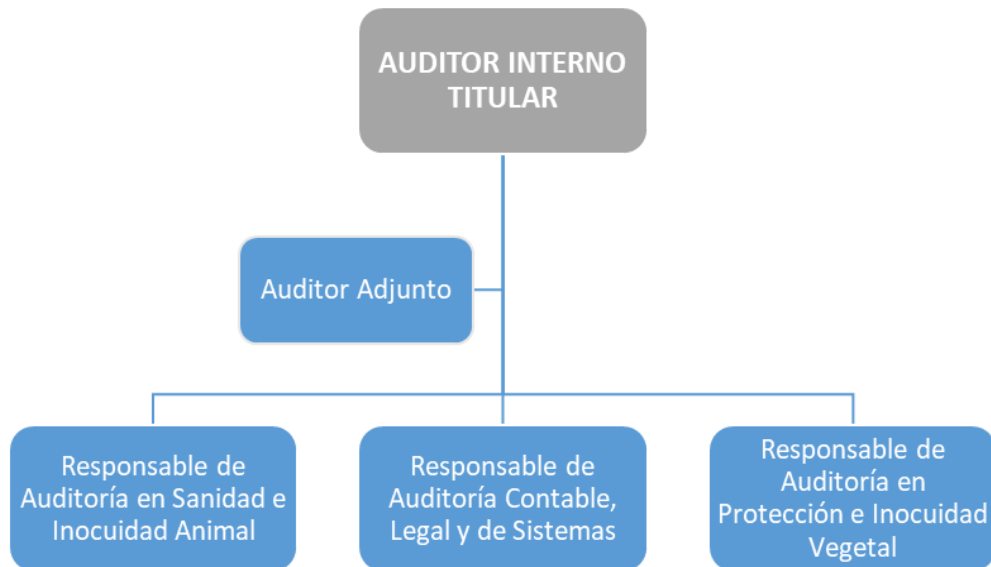 AUDITOR INTERNO
TITULAR
Auditor Adjunto
Responsable de
Auditoría en Sanidad e
Inocuidad Animal
Responsable de
Auditoría Contable,
Legal y de Sistemas
Responsable de
Auditoría en
Protección e Inocuidad
Vegetal